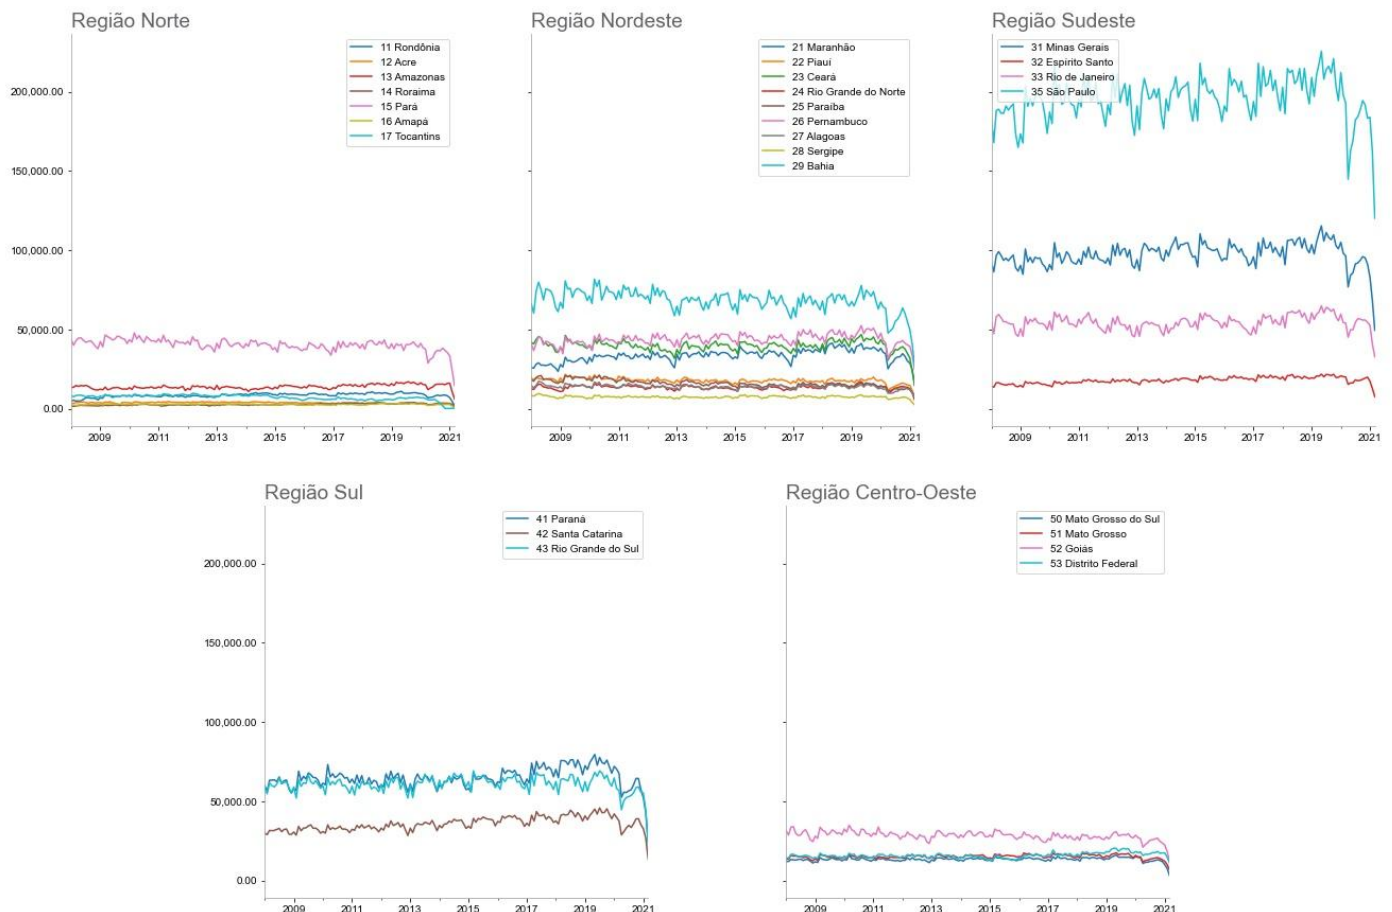 Região Norte
11 Rondônia
12 Acre
13 Amazonas
14 Roraima
15 Pará
16 Amapá
17 Tocantins
200,000.00
150,000.00
100,000.00
50,000.00
0.00
2009 2011 2013 2015 2017 2019 2021
Região Nordeste
21 Maranhão
22 Piauí
23 Ceará
24 Rio Grande do Norte
25 Paraíba
26 Pernambuco
27 Alagoas
28 Sergipe
29 Bahia
2009 2011 2013 2015 2017 2019 2021
Região Sudeste
31 Minas Gerais
32 Espírito Santo
33 Rio de Janeiro
35 São Paulo
2009 2011 2013 2015 2017 2019 2021
Região Sul
41 Paraná
42 Santa Catarina
43 Rio Grande do Sul
200,000.00
150,000.00
100,000.00
50,000.00
0.00
2009 2011 2013 2015 2017 2019 2021
Região Centro-Oeste
50 Mato Grosso do Sul
51 Mato Grosso
52 Goiás
53 Distrito Federal
2009 2011 2013 2015 2017 2019 2021